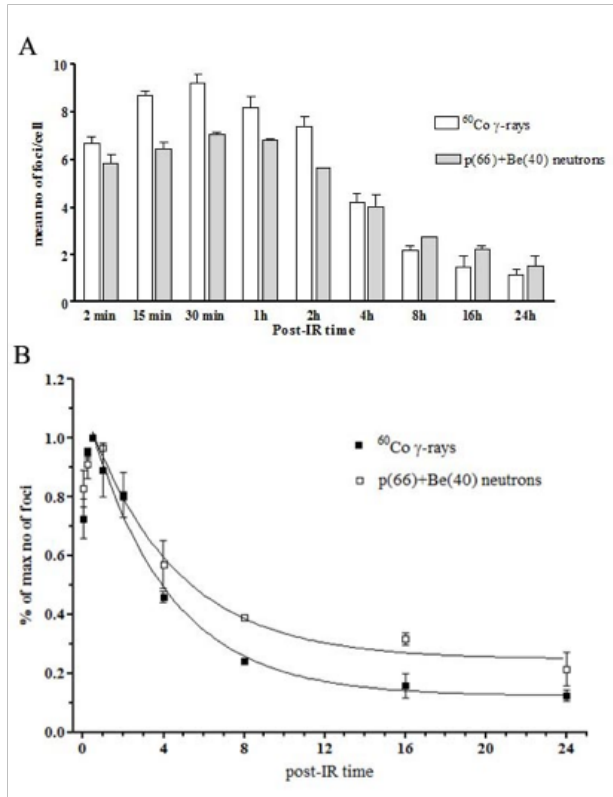 A
mean no of foci/cell
10
8
6
4
2
0
⁶⁰Co γ-rays
p(66)+Be(40) neutrons
2 min 15 min 30 min 1h 2h 4h 8h 16h 24h
Post-IR time
B
% of max no of foci
1.2
1.0
0.8
0.6
0.4
0.2
0.0
⁶⁰Co γ-rays
p(66)+Be(40) neutrons
0 4 8 12 16 20 24
post-IR time